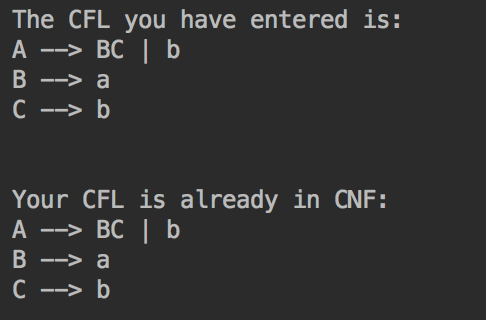 The CFL you have entered is:
A --> BC | b
B --> a
C --> b
Your CFL is already in CNF:
A --> BC | b
B --> a
C --> b